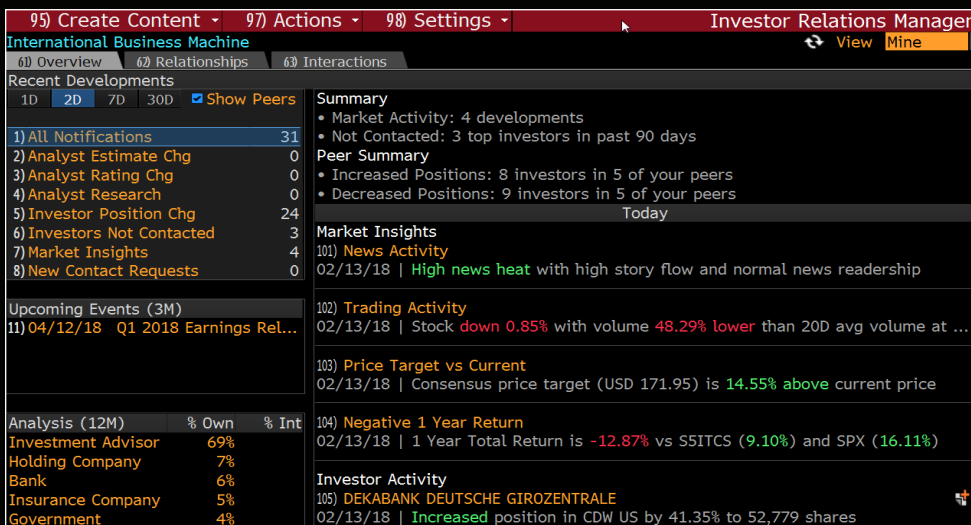 95) Create Content 97) Actions 98) Settings Investor Relations Manager
International Business Machine View Mine
61) Overview 62) Relationships 63) Interactions
Recent Developments
1D 2D 7D 30D Show Peers
1) All Notifications 31
2) Analyst Estimate Chg 0
3) Analyst Rating Chg 0
4) Analyst Research 0
5) Investor Position Chg 24
6) Investors Not Contacted 3
7) Market Insights 4
8) New Contact Requests 0
Upcoming Events (3M)
11) 04/12/18 Q1 2018 Earnings Rel...
Analysis (12M) % Own % Int
Investment Advisor 69%
Holding Company 7%
Bank 6%
Insurance Company 5%
Government 4%
Summary
• Market Activity: 4 developments
• Not Contacted: 3 top investors in past 90 days
Peer Summary
• Increased Positions: 8 investors in 5 of your peers
• Decreased Positions: 9 investors in 5 of your peers
Today
Market Insights
101) News Activity
02/13/18 | High news heat with high story flow and normal news readership
102) Trading Activity
02/13/18 | Stock down 0.85% with volume 48.29% lower than 20D avg volume at ...
103) Price Target vs Current
02/13/18 | Consensus price target (USD 171.95) is 14.55% above current price
104) Negative 1 Year Return
02/13/18 | 1 Year Total Return is -12.87% vs S5ITCS (9.10%) and SPX (16.11%)
Investor Activity
105) DEKABANK DEUTSCHE GIROZENTRALE
02/13/18 | Increased position in CDW US by 41.35% to 52,779 shares